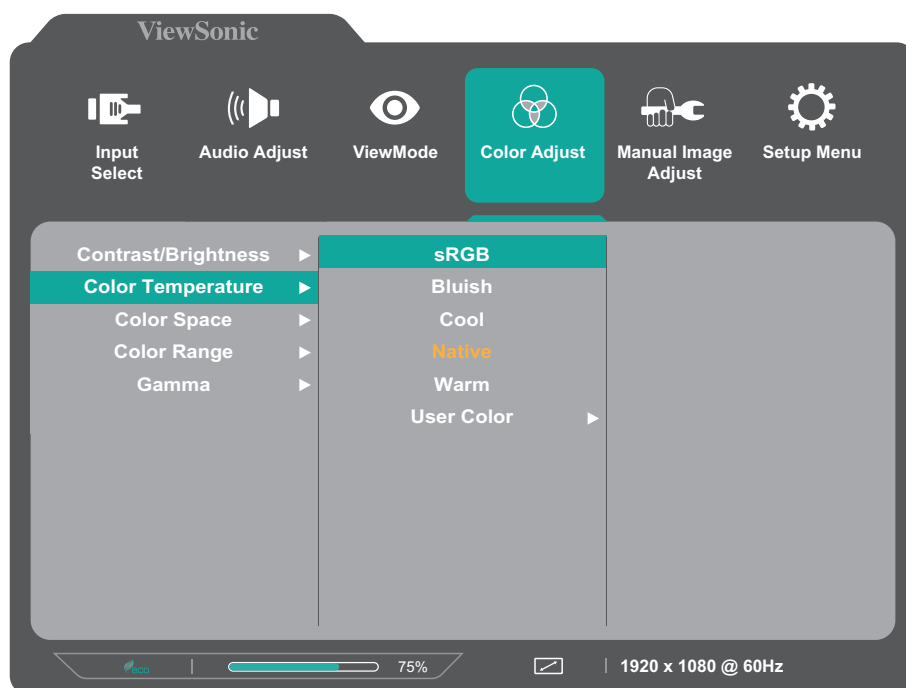 ViewSonic
Input Select
Audio Adjust
ViewMode
Color Adjust
Manual Image Adjust
Setup Menu
Contrast/Brightness
Color Temperature
Color Space
Color Range
Gamma
sRGB
Bluish
Cool
Native
Warm
User Color
eco
75%
1920 x 1080 @ 60Hz